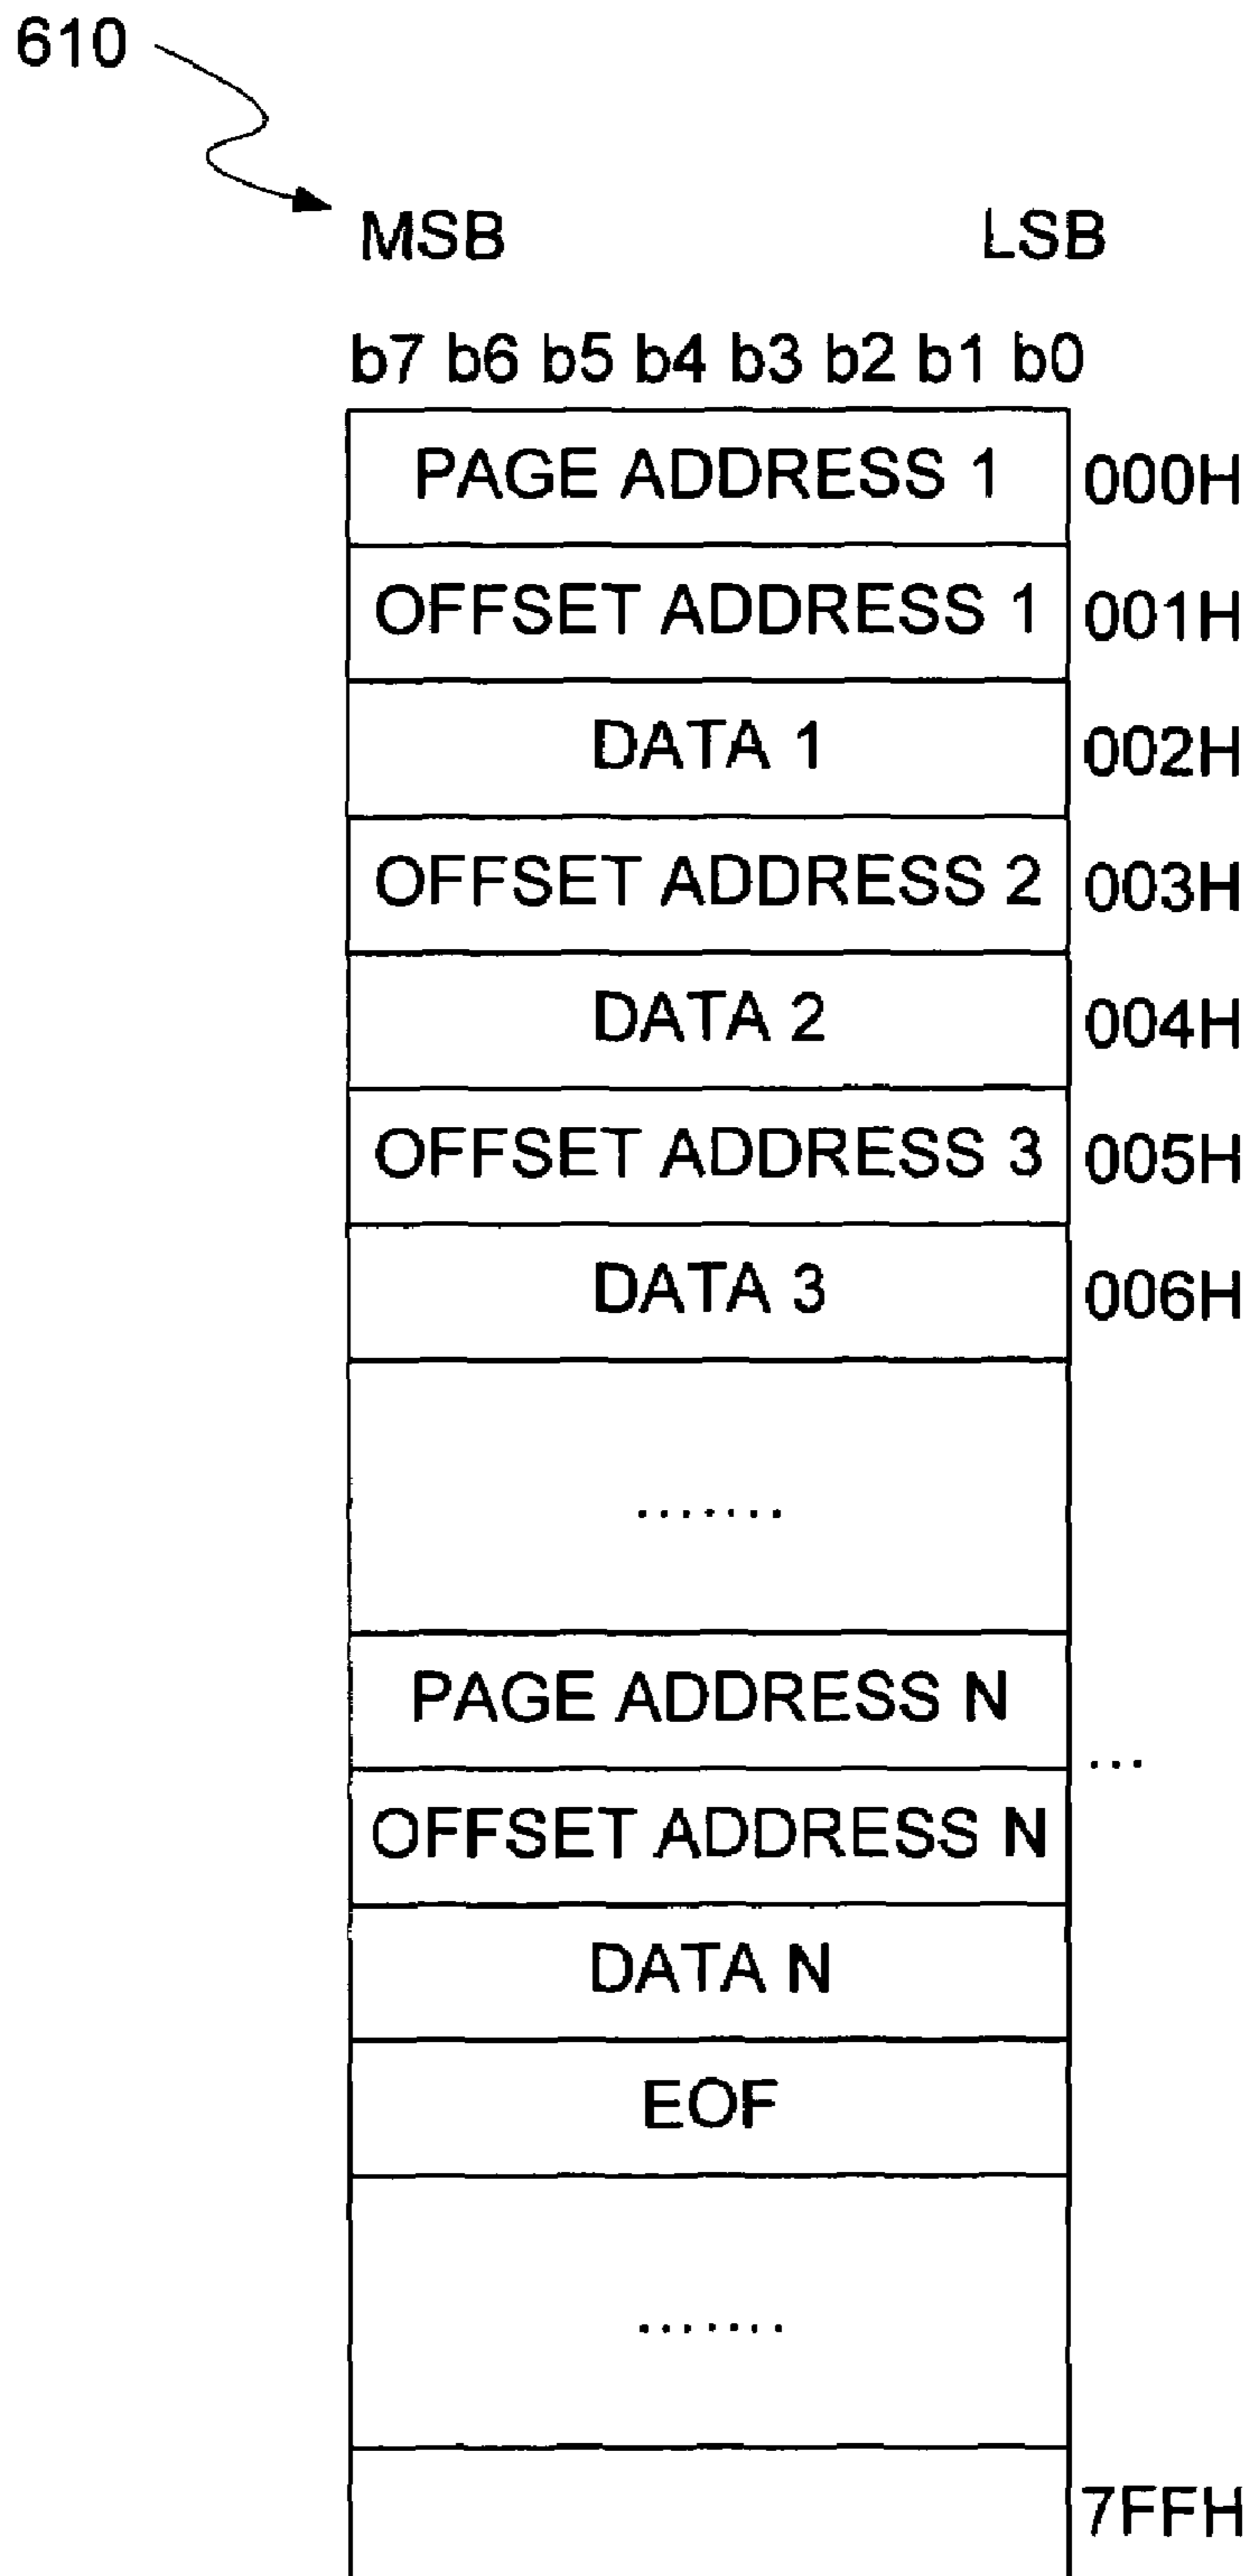 610
MSB LSB
b7 b6 b5 b4 b3 b2 b1 b0
PAGE ADDRESS 1 000H
OFFSET ADDRESS 1 001H
DATA 1 002H
OFFSET ADDRESS 2 003H
DATA 2 004H
OFFSET ADDRESS 3 005H
DATA 3 006H
.......
PAGE ADDRESS N
...
OFFSET ADDRESS N
DATA N
EOF
.......
7FFH